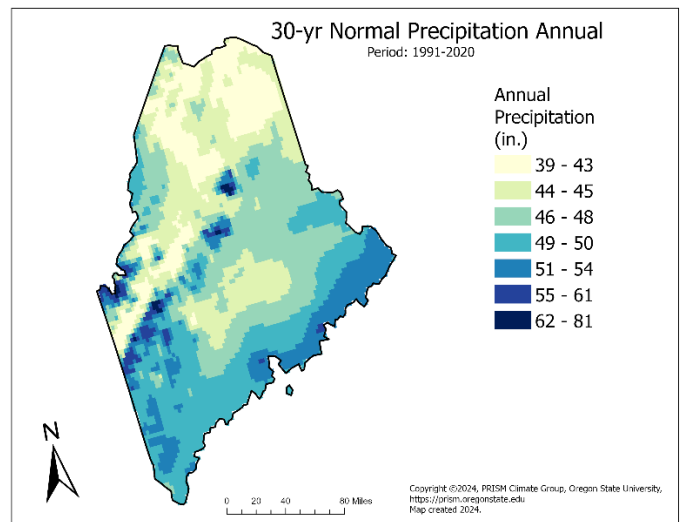 30-yr Normal Precipitation Annual
Period: 1991-2020
Annual
Precipitation
(in.)
39 - 43
44 - 45
46 - 48
49 - 50
51 - 54
55 - 61
62 - 81
N
0 20 40 80 Miles
Copyright ©2024, PRISM Climate Group, Oregon State University,
https://prism.oregonstate.edu
Map created 2024.